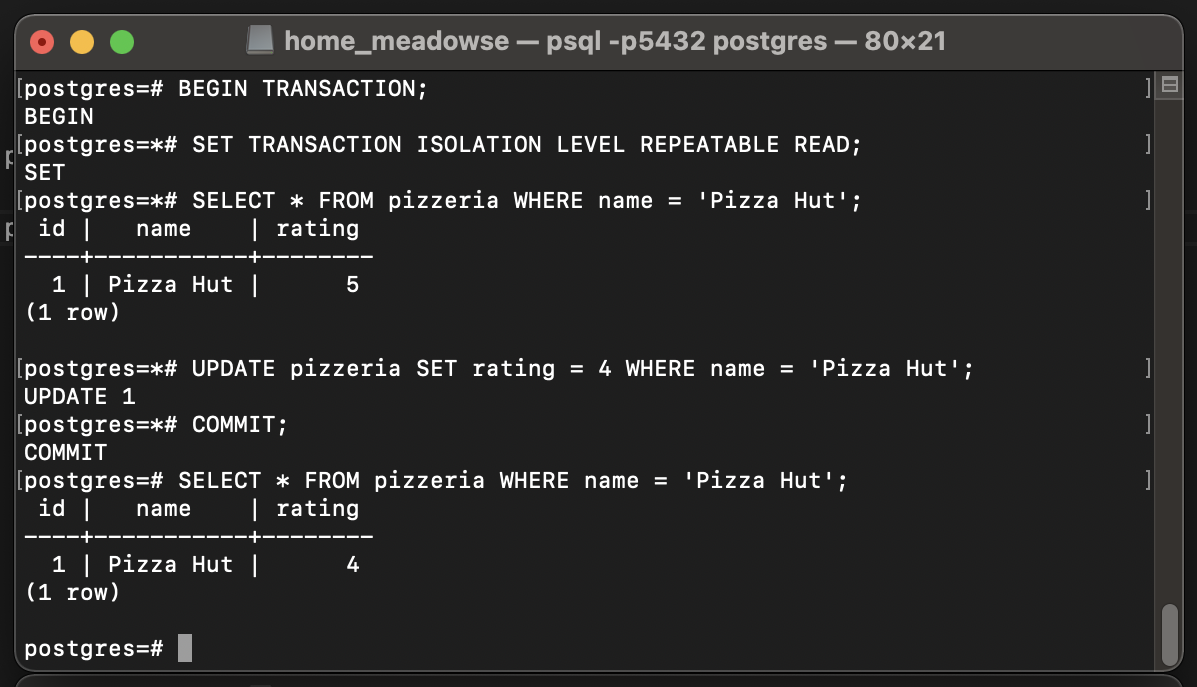 home_meadowse — psql -p5432 postgres — 80×21
[postgres=# BEGIN TRANSACTION; ]
BEGIN
[postgres=*# SET TRANSACTION ISOLATION LEVEL REPEATABLE READ; ]
SET
[postgres=*# SELECT * FROM pizzeria WHERE name = 'Pizza Hut'; ]
 id |   name    | rating
----+-----------+--------
  1 | Pizza Hut |      5
(1 row)
[postgres=*# UPDATE pizzeria SET rating = 4 WHERE name = 'Pizza Hut'; ]
UPDATE 1
[postgres=*# COMMIT; ]
COMMIT
[postgres=# SELECT * FROM pizzeria WHERE name = 'Pizza Hut'; ]
 id |   name    | rating
----+-----------+--------
  1 | Pizza Hut |      4
(1 row)
postgres=#